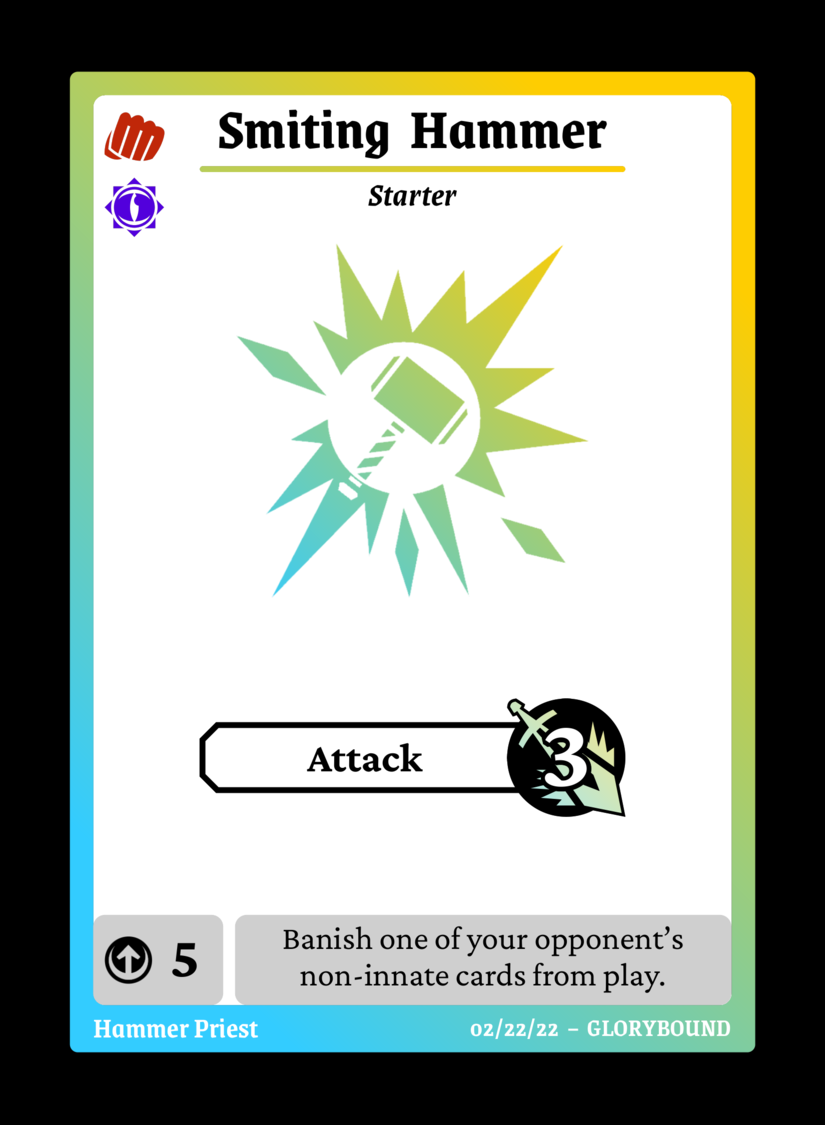 Smiting Hammer
Starter
Attack
3
5
Banish one of your opponent’s
non-innate cards from play.
Hammer Priest
02/22/22 – GLORYBOUND